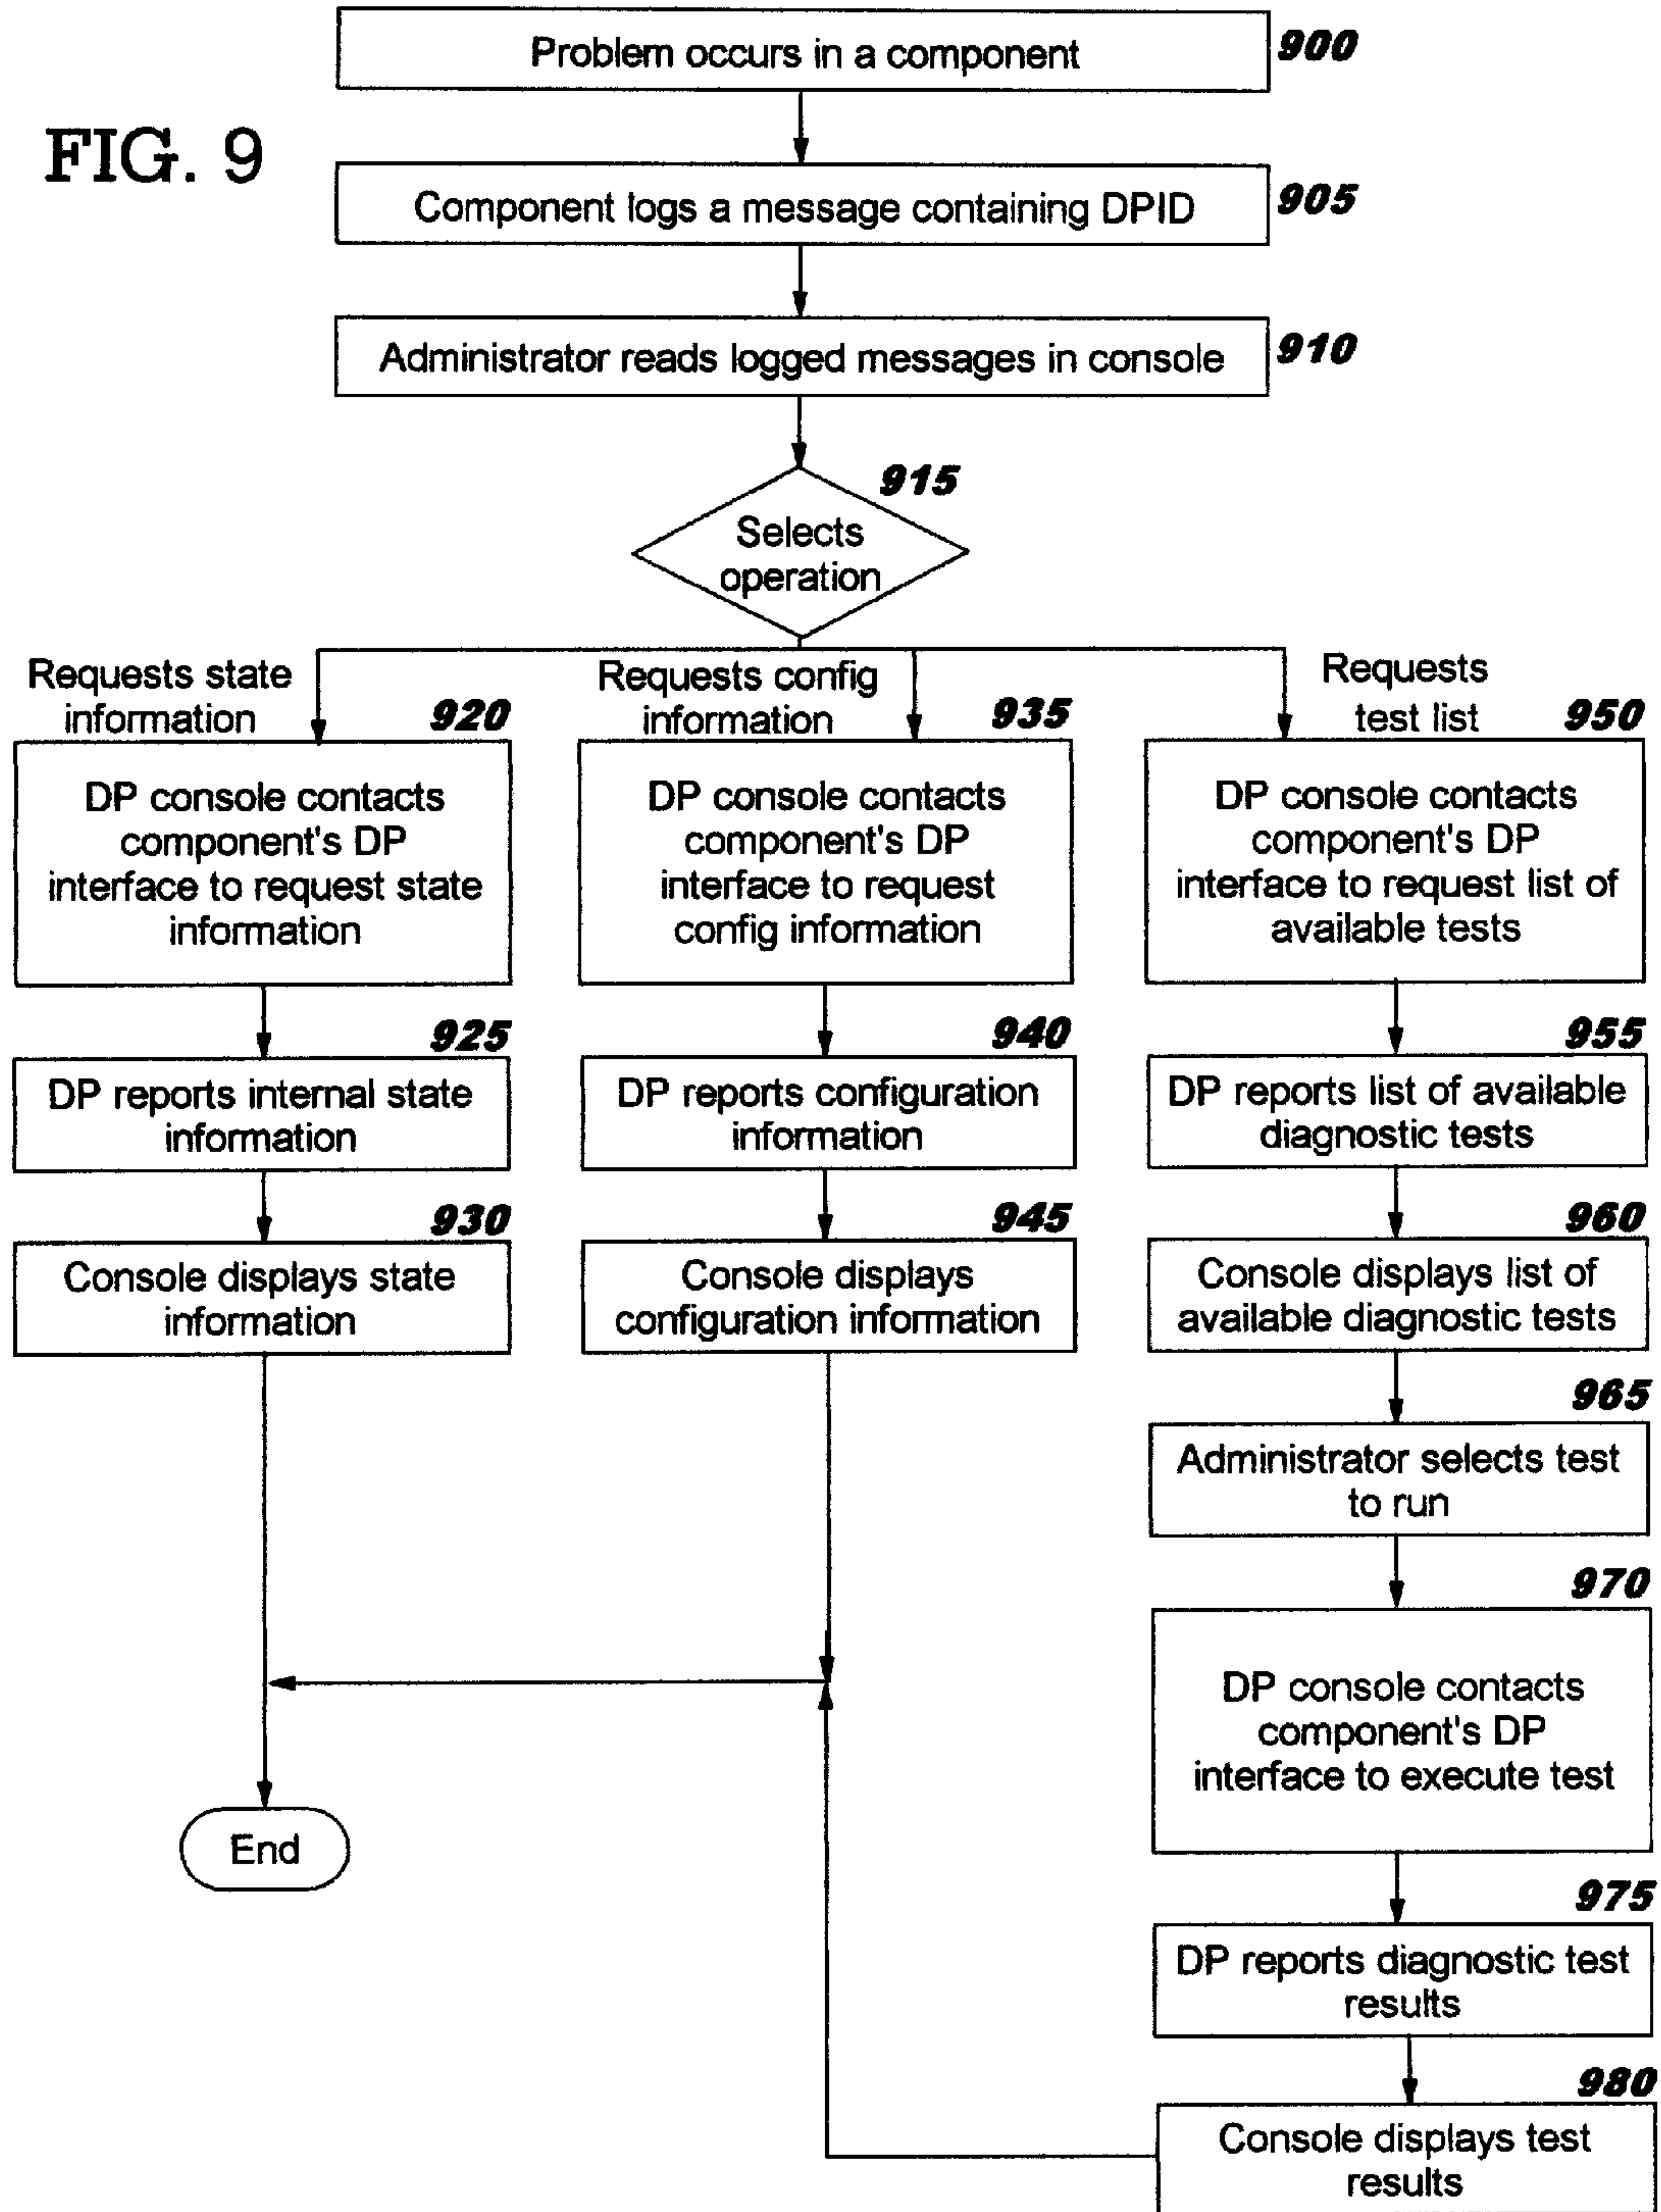 Problem occurs in a component
900
FIG. 9
Component logs a message containing DPID
905
Administrator reads logged messages in console
910
915
Selects
operation
Requests state
information
920
Requests config
information
935
Requests
test list
950
DP console contacts
component's DP
interface to request state
information
DP console contacts
component's DP
interface to request
config information
DP console contacts
component's DP
interface to request list of
available tests
925
DP reports internal state
information
940
DP reports configuration
information
955
DP reports list of available
diagnostic tests
930
Console displays state
information
945
Console displays
configuration information
960
Console displays list of
available diagnostic tests
965
Administrator selects test
to run
970
DP console contacts
component's DP
interface to execute test
End
975
DP reports diagnostic test
results
980
Console displays test
results